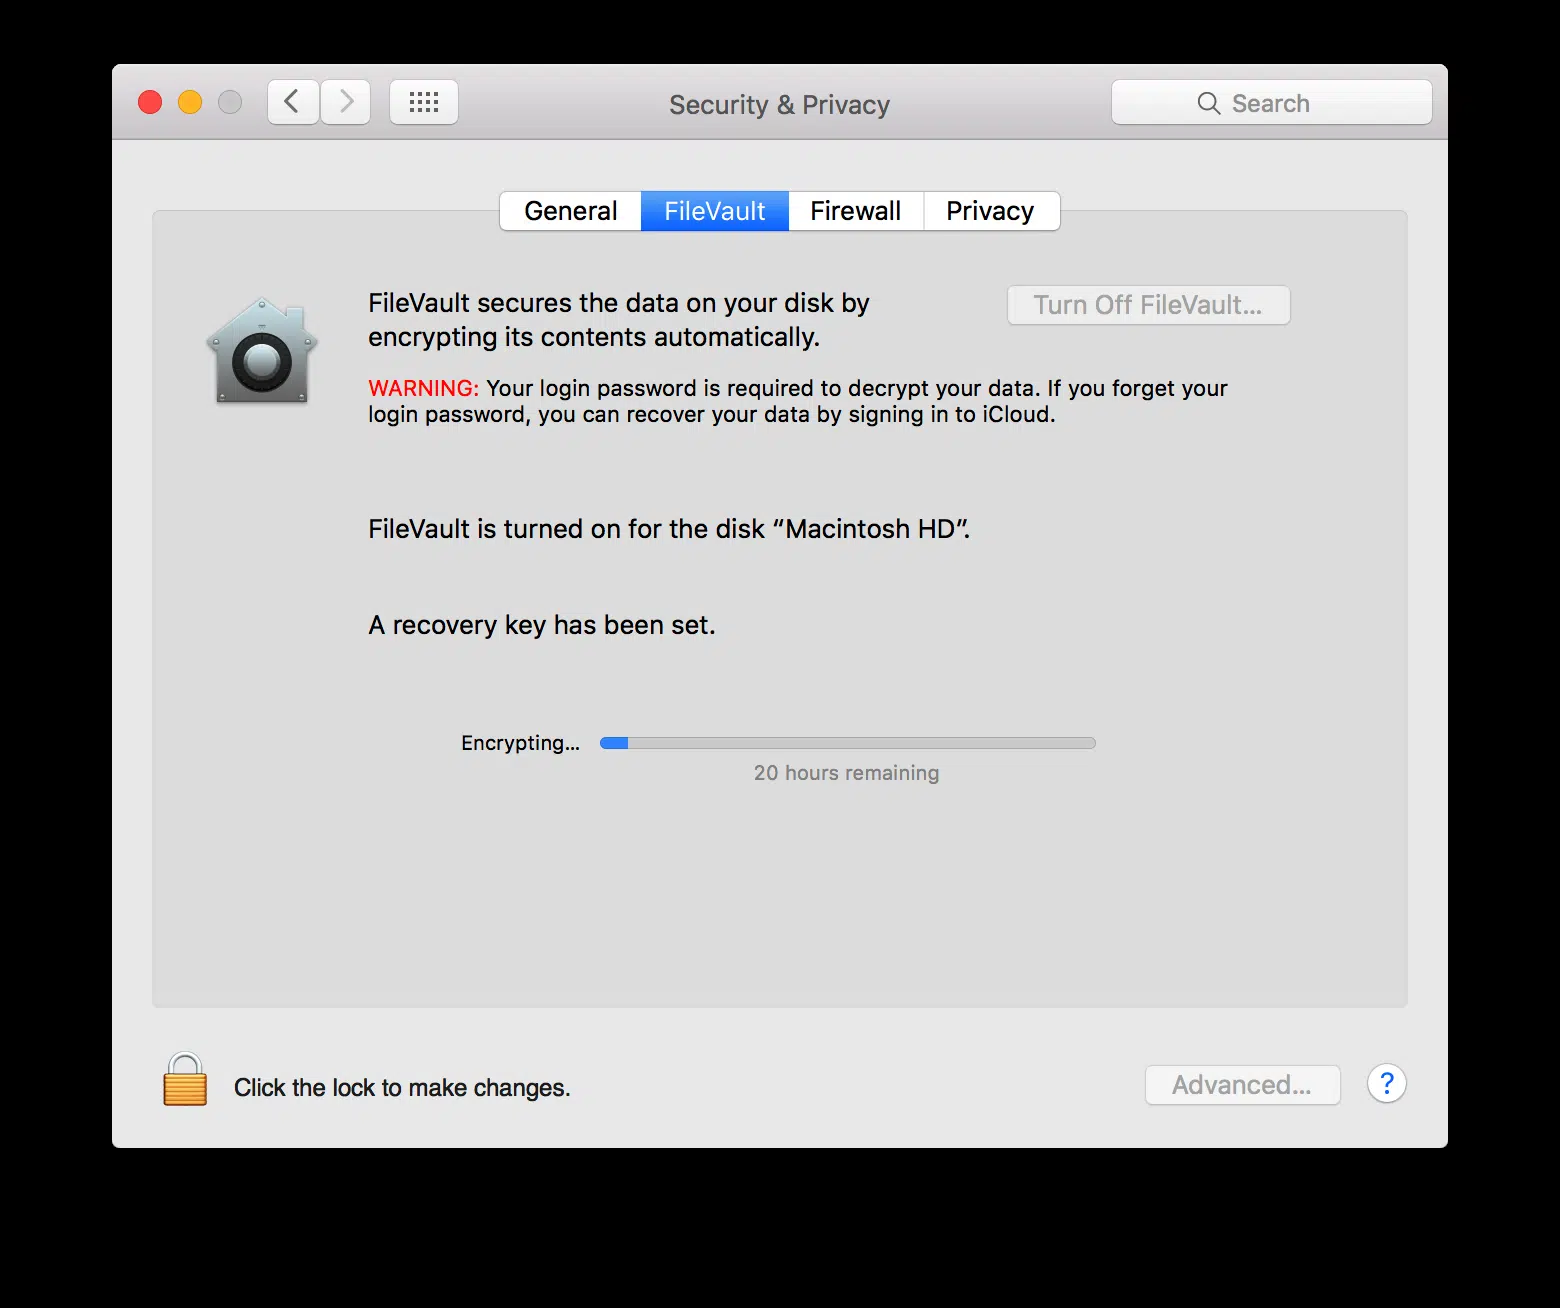 Security & Privacy
Search
General
FileVault
Firewall
Privacy
FileVault secures the data on your disk by
encrypting its contents automatically.
Turn Off FileVault...
WARNING: Your login password is required to decrypt your data. If you forget your
login password, you can recover your data by signing in to iCloud.
FileVault is turned on for the disk “Macintosh HD”.
A recovery key has been set.
Encrypting...
20 hours remaining
Click the lock to make changes.
Advanced...
?